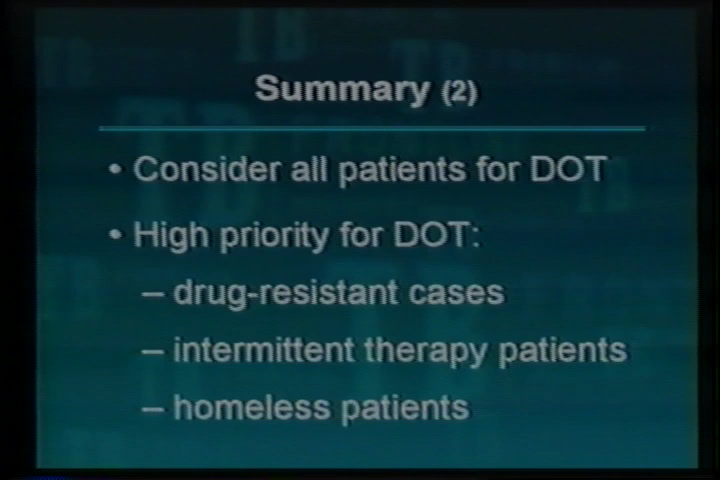 Summary (2)
• Consider all patients for DOT
• High priority for DOT:
– drug-resistant cases
– intermittent therapy patients
– homeless patients